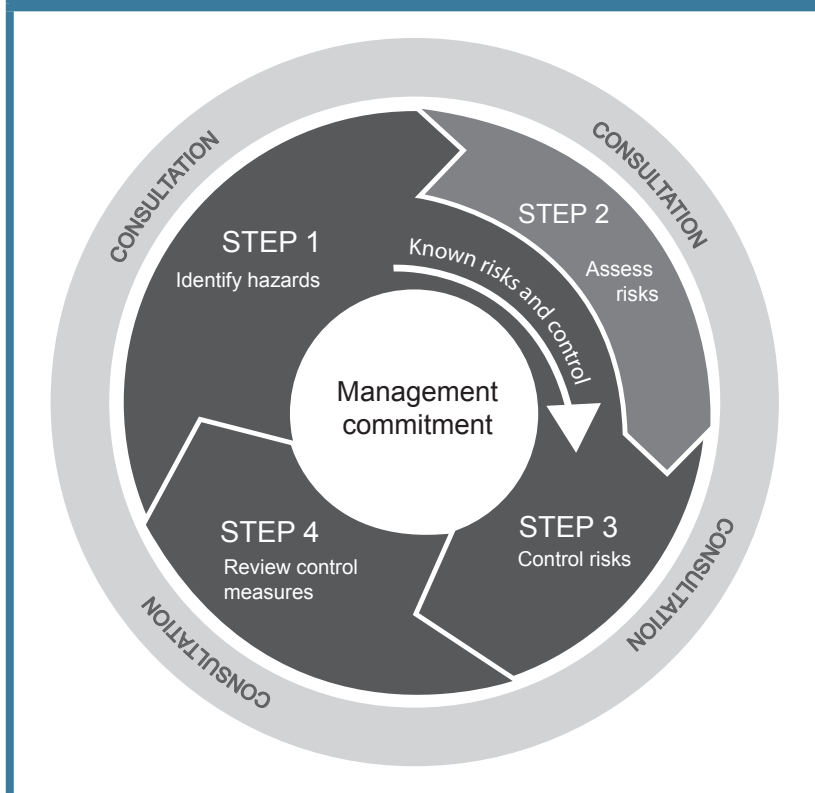 CONSULTATION
CONSULTATION
STEP 1
Identify hazards
STEP 2
Assess
risks
Known risks and control
Management
commitment
STEP 4
Review control
measures
STEP 3
Control risks
CONSULTATION
CONSULTATION